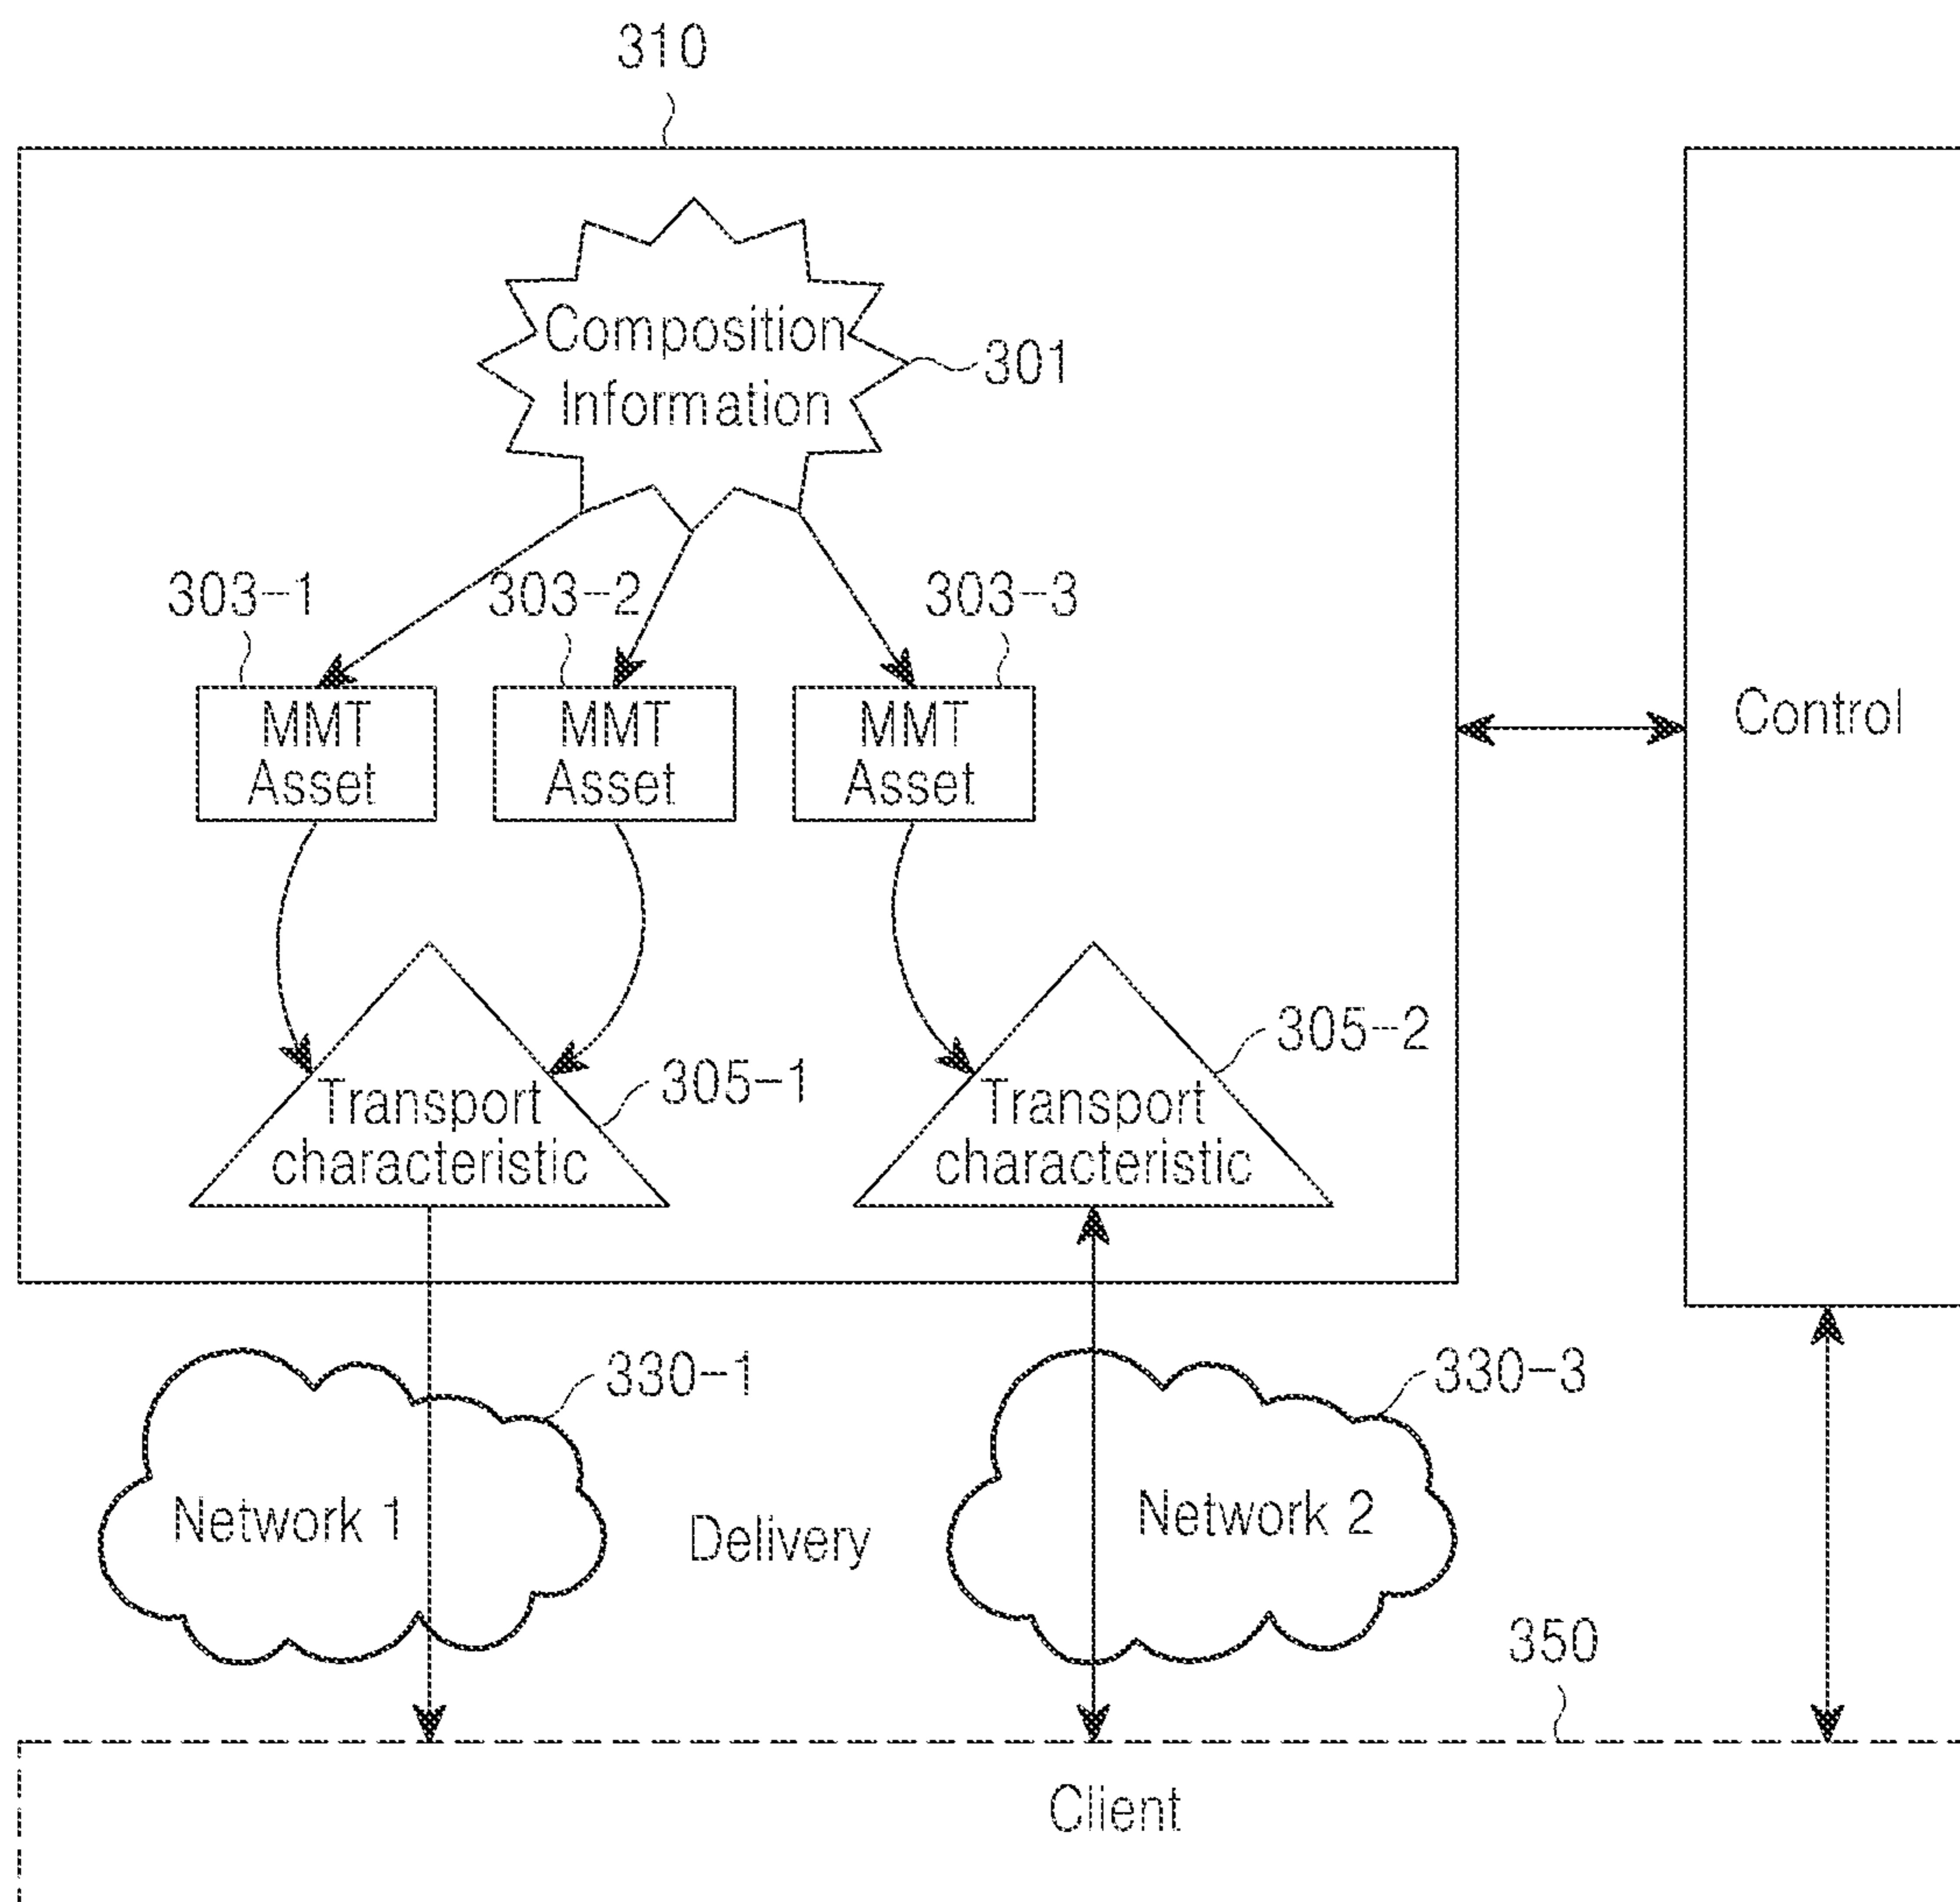 310
Composition
Information
301
303-1
303-2
303-3
MMT
Asset
MMT
Asset
MMT
Asset
Control
305-2
305-1
Transport
characteristic
Transport
characteristic
330-1
330-3
Network 1
Delivery
Network 2
350
Client